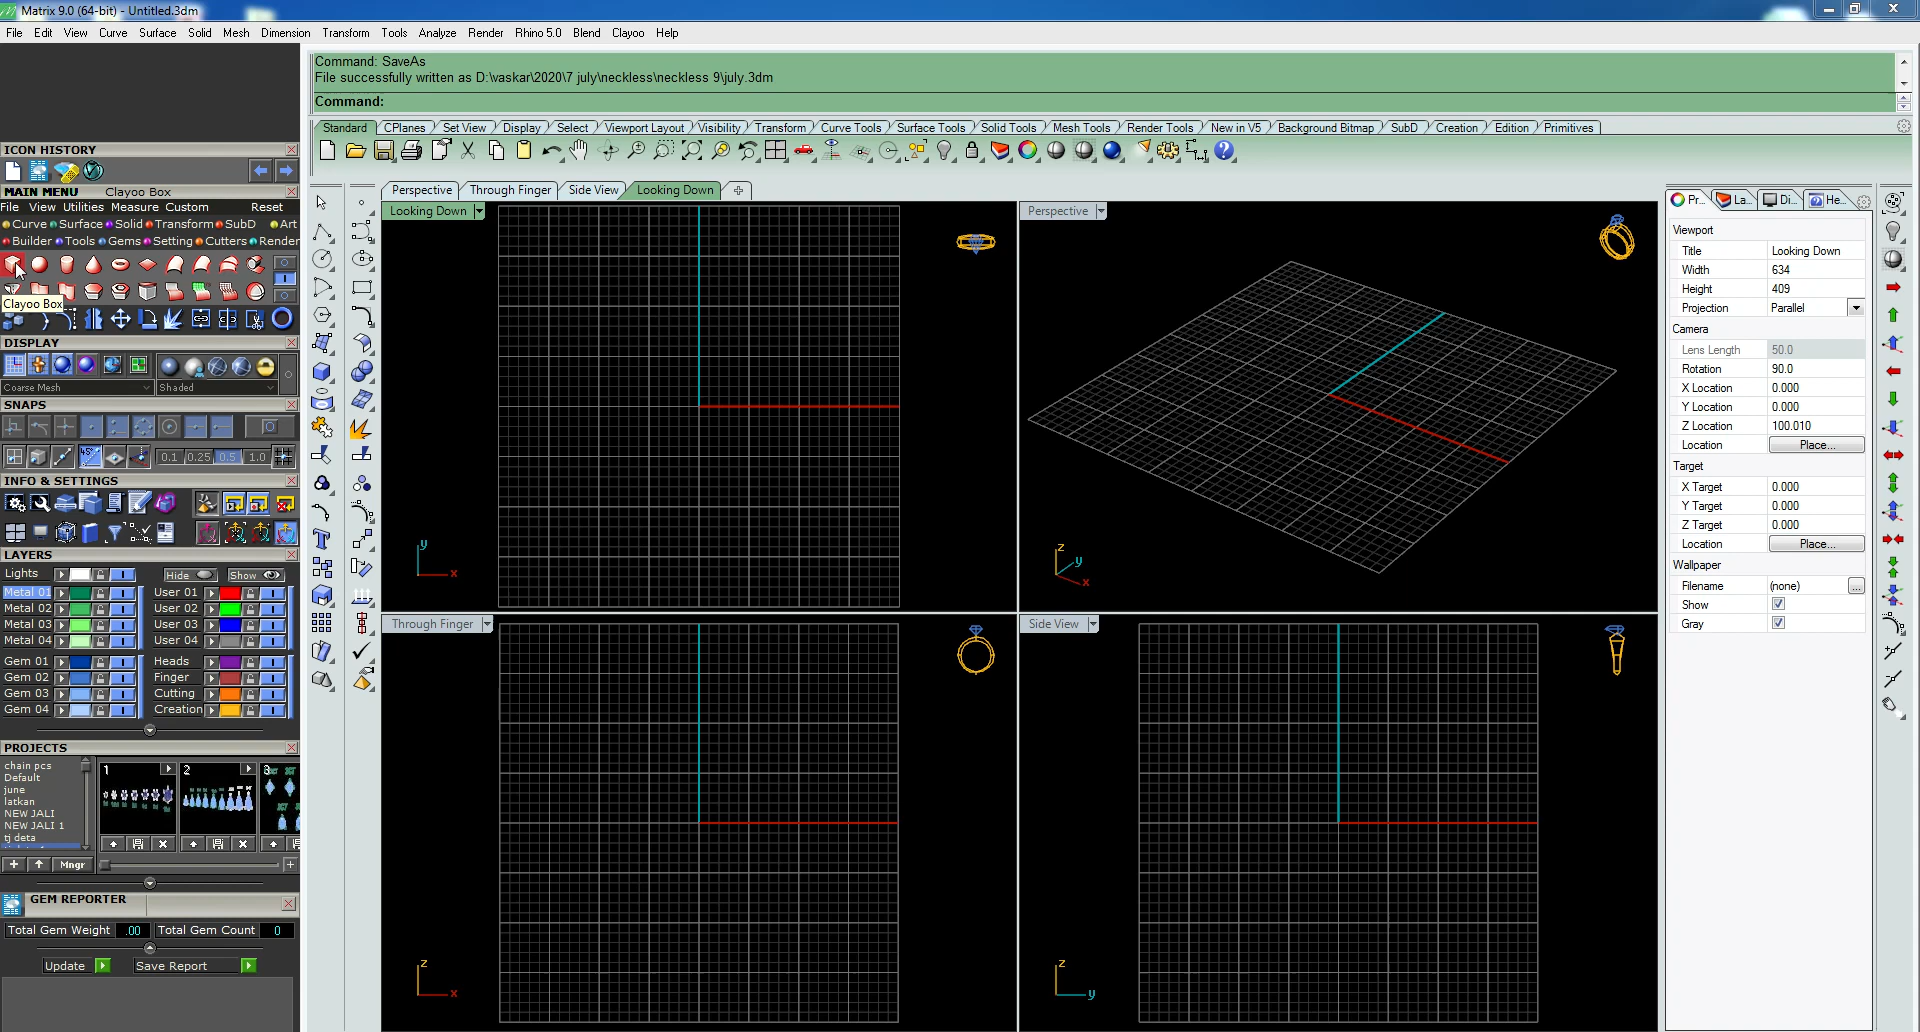 Matrix 9.0 (64-bit) - Untitled.3dm
File Edit View Curve Surface Solid Mesh Dimension Transform Tools Analyze Render Rhino 5.0 Blend Clayoo Help
Command: SaveAs
File successfully written as D:\vaskar\2020\7 july\neckless\neckless 9\july.3dm
Command:
Standard CPlanes Set View Display Select Viewport Layout Visibility Transform Curve Tools Surface Tools Solid Tools Mesh Tools Render Tools New in V5 Background Bitmap SubD Creation Edition Primitives
ICON HISTORY
MAIN MENU Clayoo Box
File View Utilities Measure Custom Reset
Curve Surface Solid Transform SubD Art
Builder Tools Gems Setting Cutters Render
Clayoo Box
DISPLAY
Coarse Mesh Shaded
SNAPS
45°
0.1 0.25 0.5 1.0
INFO & SETTINGS
LAYERS
Lights Hide Show
Metal 01 User 01
Metal 02 User 02
Metal 03 User 03
Metal 04 User 04
Gem 01 Heads
Gem 02 Finger
Gem 03 Cutting
Gem 04 Creation
PROJECTS
chain pcs
Default
june
latkan
NEW JALI
NEW JALI 1
tj deta
1 2 3
Mngr
GEM REPORTER
Total Gem Weight .00 Total Gem Count 0
Update Save Report
Perspective Through Finger Side View Looking Down
Looking Down
y
x
Perspective
z
y
x
Through Finger
z
x
Side View
z
y
Pr... La... Di... He...
Viewport
Title Looking Down
Width 634
Height 409
Projection Parallel
Camera
Lens Length 50.0
Rotation 90.0
X Location 0.000
Y Location 0.000
Z Location 100.010
Location Place...
Target
X Target 0.000
Y Target 0.000
Z Target 0.000
Location Place...
Wallpaper
Filename (none) ...
Show
Gray